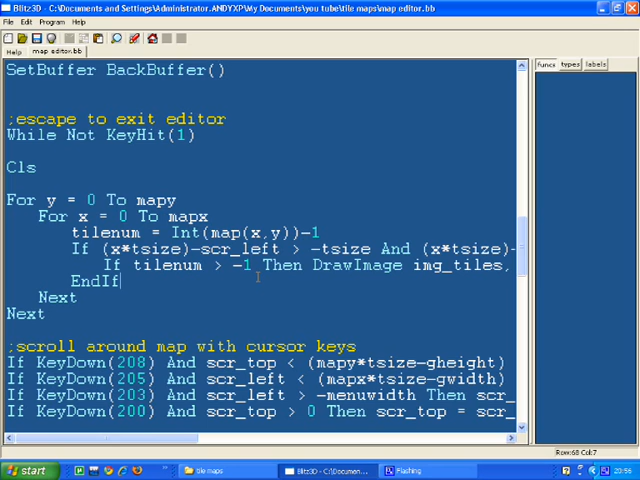 Blitz3D - C:\Documents and Settings\Administrator.ANDYXP\My Documents\you tube\tile maps\map editor.bb
File Edit Program Help
Help map editor.bb
funcs types labels
SetBuffer BackBuffer()
;escape to exit editor
While Not KeyHit(1)
Cls
For y = 0 To mapy
For x = 0 To mapx
tilenum = Int(map(x,y))-1
If (x*tsize)-scr_left > -tsize And (x*tsize)-
If tilenum > -1 Then DrawImage img_tiles,
EndIf
Next
Next
;scroll around map with cursor keys
If KeyDown(208) And scr_top < (mapy*tsize-gheight)
If KeyDown(205) And scr_left < (mapx*tsize-gwidth)
If KeyDown(203) And scr_left > -menuwidth Then scr_
If KeyDown(200) And scr_top > 0 Then scr_top = scr_
Row:68 Col:7
start tile maps C:\Document... Flashing 20:56